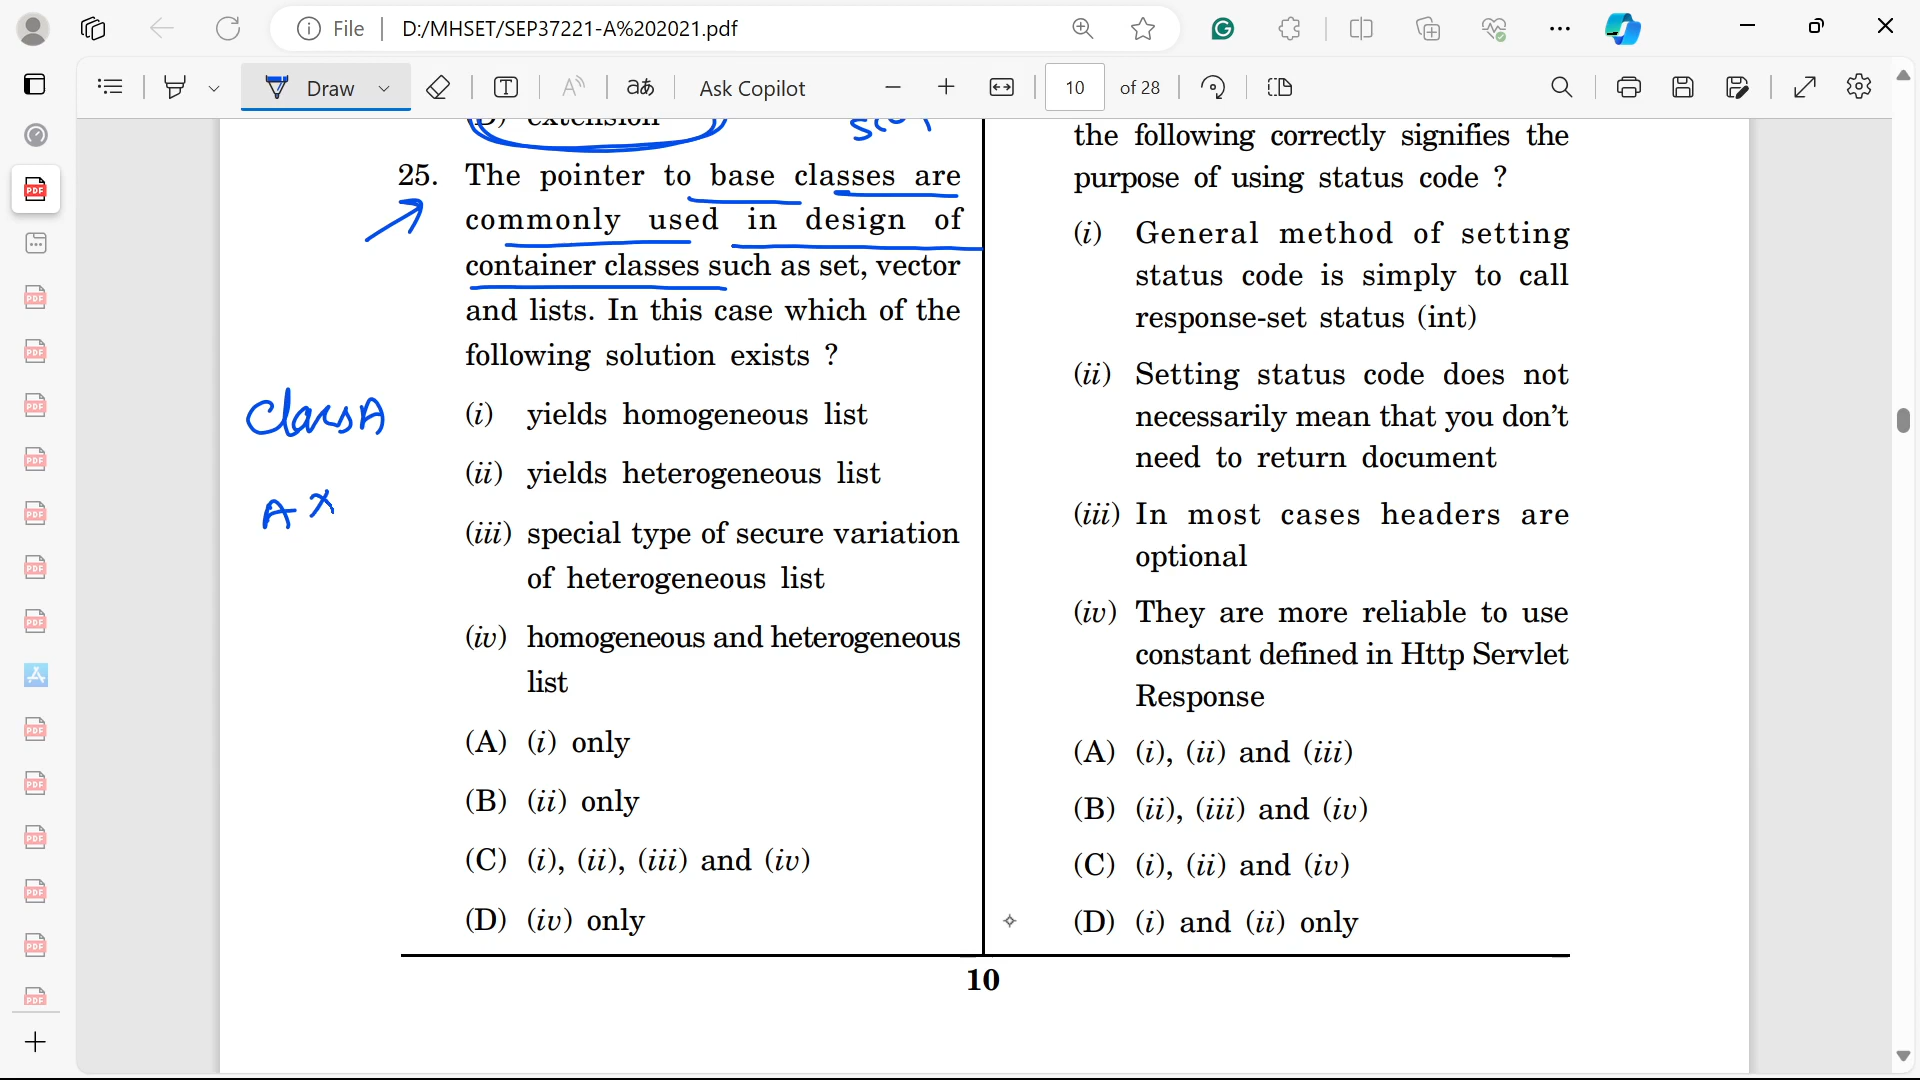 File
D:/MHSET/SEP37221-A%202021.pdf
Draw
Ask Copilot
10
of 28
(D) extension
25. The pointer to base classes are
commonly used in design of
container classes such as set, vector
and lists. In this case which of the
following solution exists ?
(i) yields homogeneous list
(ii) yields heterogeneous list
(iii) special type of secure variation
of heterogeneous list
(iv) homogeneous and heterogeneous
list
(A) (i) only
(B) (ii) only
(C) (i), (ii), (iii) and (iv)
(D) (iv) only
Class A
A *
the following correctly signifies the
purpose of using status code ?
(i) General method of setting
status code is simply to call
response-set status (int)
(ii) Setting status code does not
necessarily mean that you don't
need to return document
(iii) In most cases headers are
optional
(iv) They are more reliable to use
constant defined in Http Servlet
Response
(A) (i), (ii) and (iii)
(B) (ii), (iii) and (iv)
(C) (i), (ii) and (iv)
(D) (i) and (ii) only
10